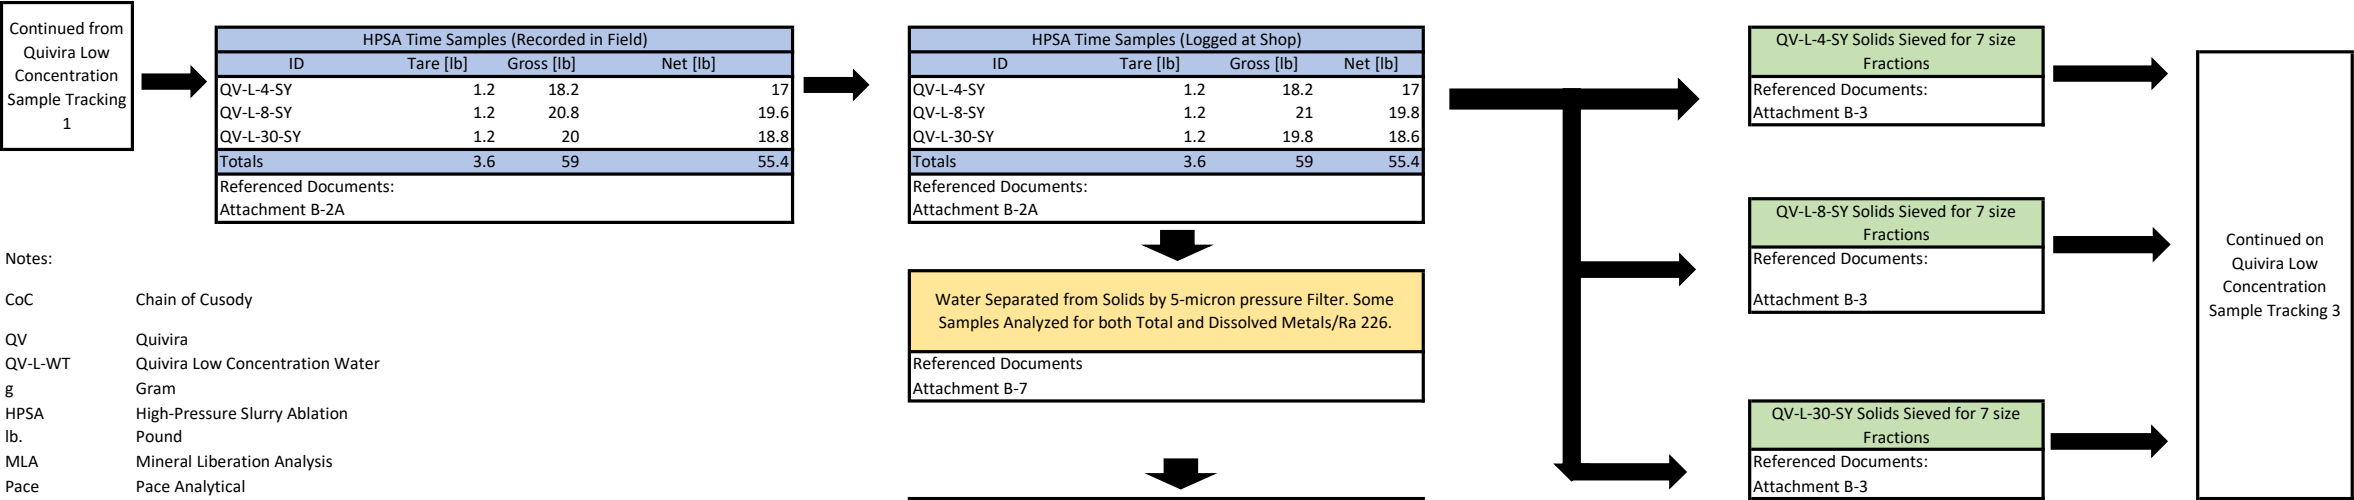 Continued from
Quivira Low
Concentration
Sample Tracking
1
HPSA Time Samples (Recorded in Field)
ID Tare [lb] Gross [lb] Net [lb]
QV-L-4-SY 1.2 18.2 17
QV-L-8-SY 1.2 20.8 19.6
QV-L-30-SY 1.2 20 18.8
Totals 3.6 59 55.4
Referenced Documents:
Attachment B-2A
HPSA Time Samples (Logged at Shop)
ID Tare [lb] Gross [lb] Net [lb]
QV-L-4-SY 1.2 18.2 17
QV-L-8-SY 1.2 21 19.8
QV-L-30-SY 1.2 19.8 18.6
Totals 3.6 59 55.4
Referenced Documents:
Attachment B-2A
Water Separated from Solids by 5-micron pressure Filter. Some
Samples Analyzed for both Total and Dissolved Metals/Ra 226.
Referenced Documents
Attachment B-7
QV-L-4-SY Solids Sieved for 7 size
Fractions
Referenced Documents:
Attachment B-3
QV-L-8-SY Solids Sieved for 7 size
Fractions
Referenced Documents:
Attachment B-3
QV-L-30-SY Solids Sieved for 7 size
Fractions
Referenced Documents:
Attachment B-3
Continued on
Quivira Low
Concentration
Sample Tracking 3
Notes:
CoC Chain of Cusody
QV Quivira
QV-L-WT Quivira Low Concentration Water
g Gram
HPSA High-Pressure Slurry Ablation
lb. Pound
MLA Mineral Liberation Analysis
Pace Pace Analytical